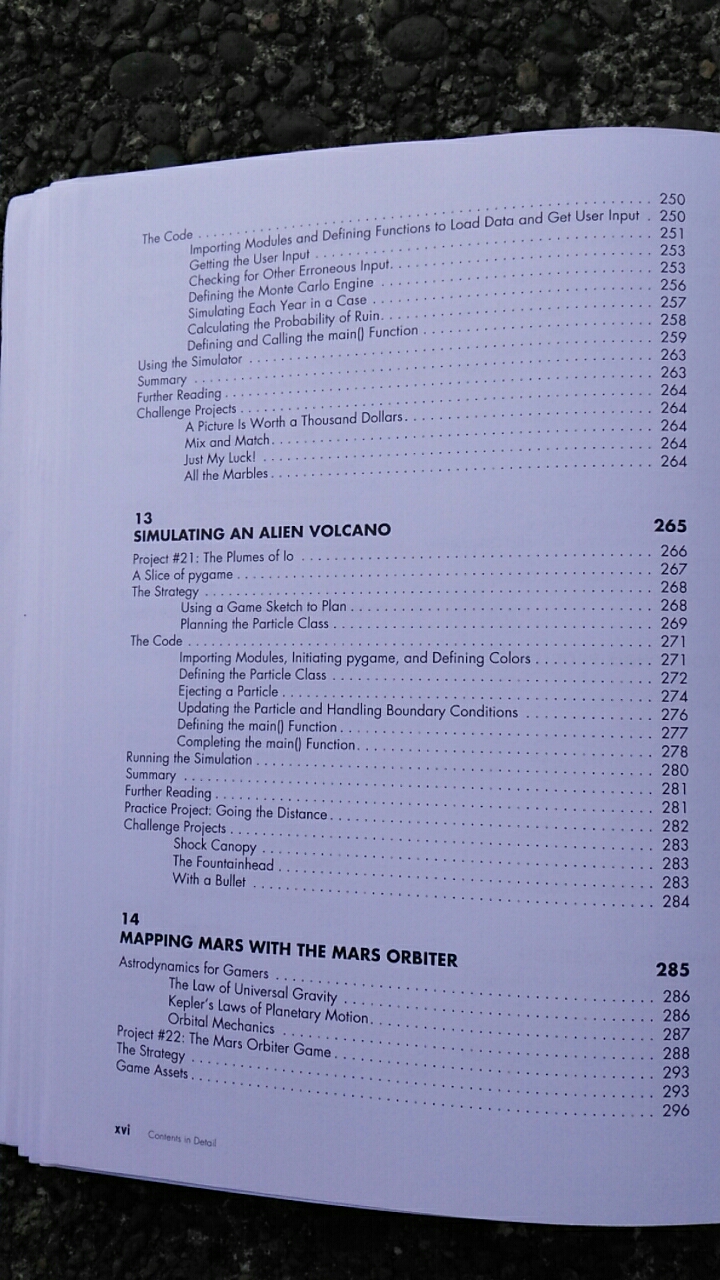 The Code . . . . . 250
Importing Modules and Defining Functions to Load Data and Get User Input . 250
Getting the User Input . . . . . 251
Checking for Other Erroneous Input . . . . . 253
Defining the Monte Carlo Engine . . . . . 253
Simulating Each Year in a Case . . . . . 256
Calculating the Probability of Ruin . . . . . 257
Defining and Calling the main() Function . . . . . 258
Using the Simulator . . . . . 259
Summary . . . . . 263
Further Reading . . . . . 263
Challenge Projects . . . . . 264
A Picture Is Worth a Thousand Dollars . . . . . 264
Mix and Match . . . . . 264
Just My Luck! . . . . . 264
All the Marbles . . . . . 264
13
SIMULATING AN ALIEN VOLCANO 265
Project #21: The Plumes of Io . . . . . 266
A Slice of pygame . . . . . 267
The Strategy . . . . . 268
Using a Game Sketch to Plan . . . . . 268
Planning the Particle Class . . . . . 269
The Code . . . . . 271
Importing Modules, Initiating pygame, and Defining Colors . . . . . 271
Defining the Particle Class . . . . . 272
Ejecting a Particle . . . . . 274
Updating the Particle and Handling Boundary Conditions . . . . . 276
Defining the main() Function . . . . . 277
Completing the main() Function . . . . . 278
Running the Simulation . . . . . 280
Summary . . . . . 281
Further Reading . . . . . 281
Practice Project: Going the Distance . . . . . 282
Challenge Projects . . . . . 283
Shock Canopy . . . . . 283
The Fountainhead . . . . . 283
With a Bullet . . . . . 284
14
MAPPING MARS WITH THE MARS ORBITER 285
Astrodynamics for Gamers . . . . . 286
The Law of Universal Gravity . . . . . 286
Kepler's Laws of Planetary Motion . . . . . 287
Orbital Mechanics . . . . . 288
Project #22: The Mars Orbiter Game . . . . . 293
The Strategy . . . . . 293
Game Assets . . . . . 296
xvi Contents in Detail